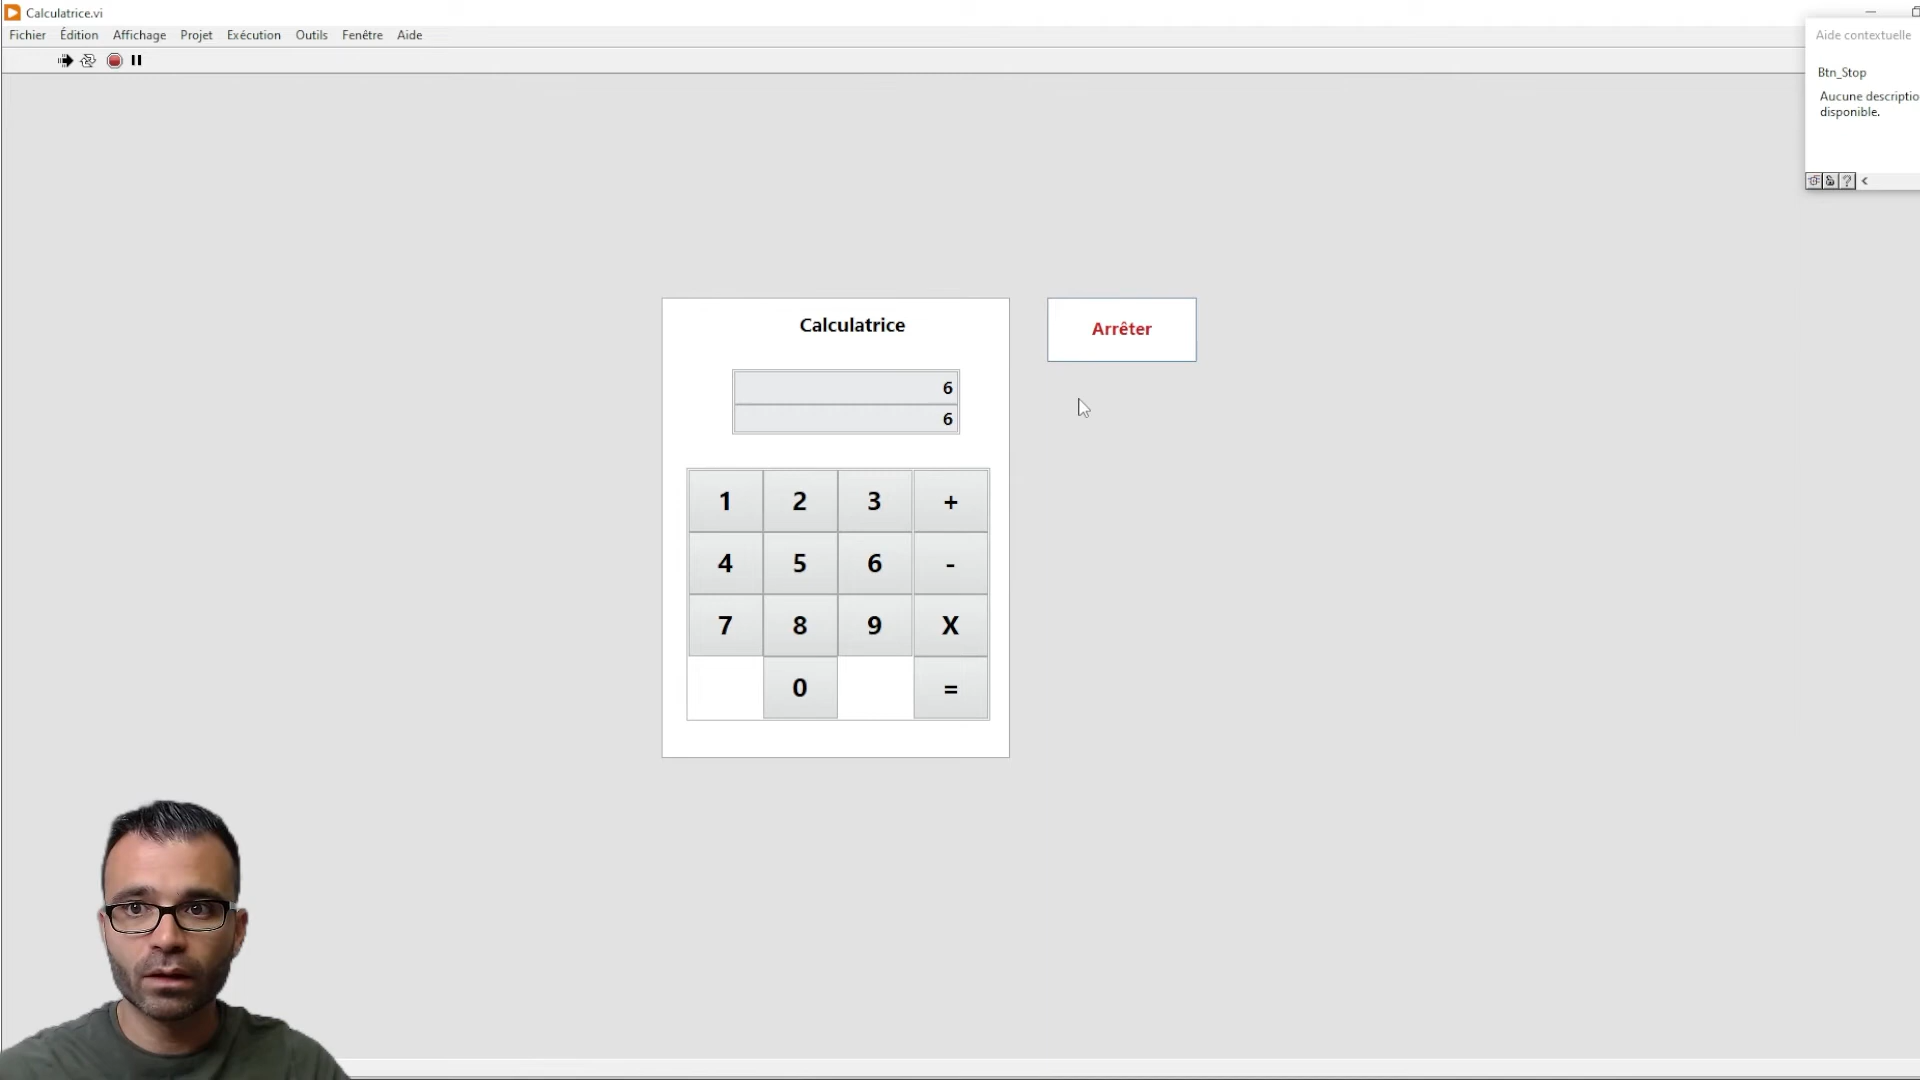 Calculatrice.vi
Fichier Édition Affichage Projet Exécution Outils Fenêtre Aide
Aide contextuelle
Btn_Stop
Aucune descriptio
disponible.
Calculatrice
Arrêter
6
6
1 2 3 +
4 5 6 -
7 8 9 X
0 =